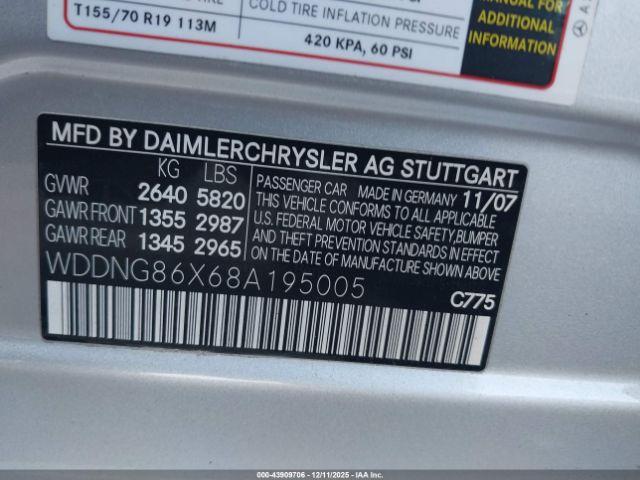 T155/70 R19 113M
COLD TIRE INFLATION PRESSURE
420 KPA, 60 PSI
MANUAL FOR
ADDITIONAL
INFORMATION
MFD BY DAIMLERCHRYSLER AG STUTTGART
KG LBS
GVWR 2640 5820
GAWR FRONT 1355 2987
GAWR REAR 1345 2965
PASSENGER CAR MADE IN GERMANY 11/07
THIS VEHICLE CONFORMS TO ALL APPLICABLE
U.S. FEDERAL MOTOR VEHICLE SAFETY,BUMPER
AND THEFT PREVENTION STANDARDS IN EFFECT
ON THE DATE OF MANUFACTURE SHOWN ABOVE.
WDDNG86X68A195005
C775
000-43909706 - 12/11/2025 - IAAI Inc.